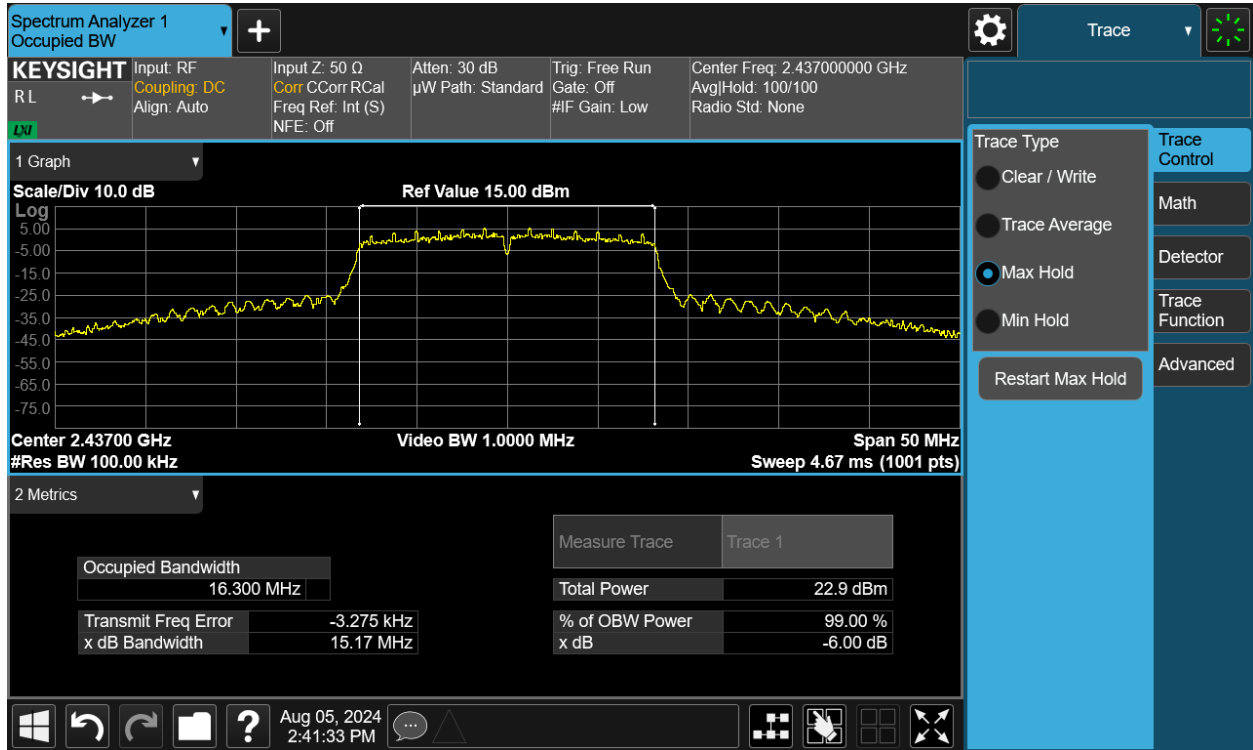 Spectrum Analyzer 1
Occupied BW
+
Trace
KEYSIGHT
R L
LXI
Input: RF
Coupling: DC
Align: Auto
Input Z: 50 Ω
Corr CCorr RCal
Freq Ref: Int (S)
NFE: Off
Atten: 30 dB
µW Path: Standard
Trig: Free Run
Gate: Off
#IF Gain: Low
Center Freq: 2.437000000 GHz
Avg|Hold: 100/100
Radio Std: None
1 Graph
Scale/Div 10.0 dB
Ref Value 15.00 dBm
Log
5.00
-5.00
-15.0
-25.0
-35.0
-45.0
-55.0
-65.0
-75.0
Center 2.43700 GHz
Video BW 1.0000 MHz
Span 50 MHz
#Res BW 100.00 kHz
Sweep 4.67 ms (1001 pts)
2 Metrics
Measure Trace Trace 1
Occupied Bandwidth
16.300 MHz
Total Power 22.9 dBm
Transmit Freq Error -3.275 kHz
% of OBW Power 99.00 %
x dB Bandwidth 15.17 MHz
x dB -6.00 dB
Trace Type
Clear / Write
Trace Average
Max Hold
Min Hold
Restart Max Hold
Trace
Control
Math
Detector
Trace
Function
Advanced
?
Aug 05, 2024
2:41:33 PM